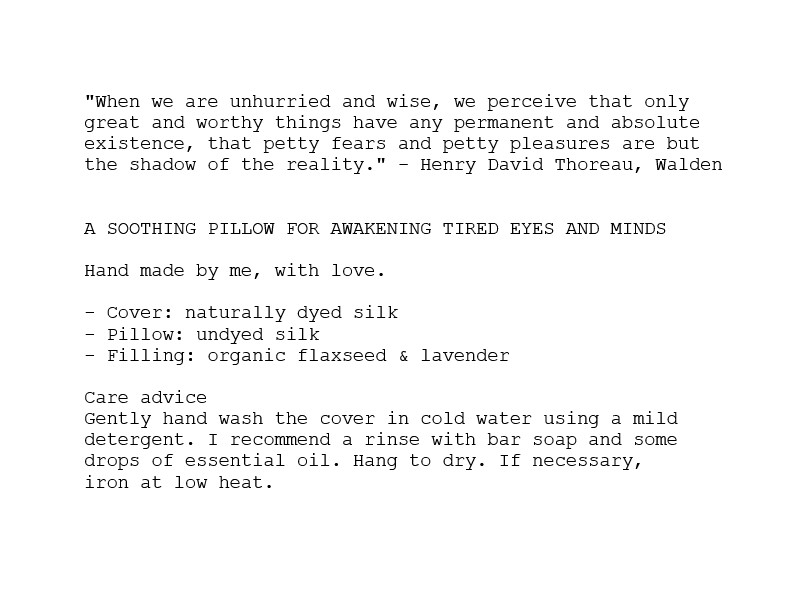 "When we are unhurried and wise, we perceive that only
great and worthy things have any permanent and absolute
existence, that petty fears and petty pleasures are but
the shadow of the reality." – Henry David Thoreau, Walden
A SOOTHING PILLOW FOR AWAKENING TIRED EYES AND MINDS
Hand made by me, with love.
– Cover: naturally dyed silk
– Pillow: undyed silk
– Filling: organic flaxseed & lavender
Care advice
Gently hand wash the cover in cold water using a mild
detergent. I recommend a rinse with bar soap and some
drops of essential oil. Hang to dry. If necessary,
iron at low heat.